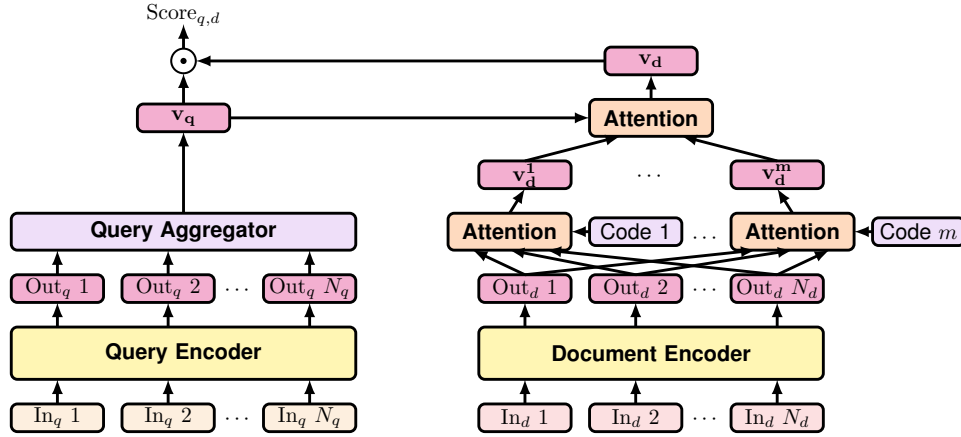 Score_{q,d}
v_d
v_q
Attention
v_d^1 ... v_d^m
Query Aggregator
Attention
Code 1
...
Attention
Code m
Out_q 1 Out_q 2 ... Out_q N_q
Out_d 1 Out_d 2 ... Out_d N_d
Query Encoder
Document Encoder
In_q 1 In_q 2 ... In_q N_q
In_d 1 In_d 2 ... In_d N_d